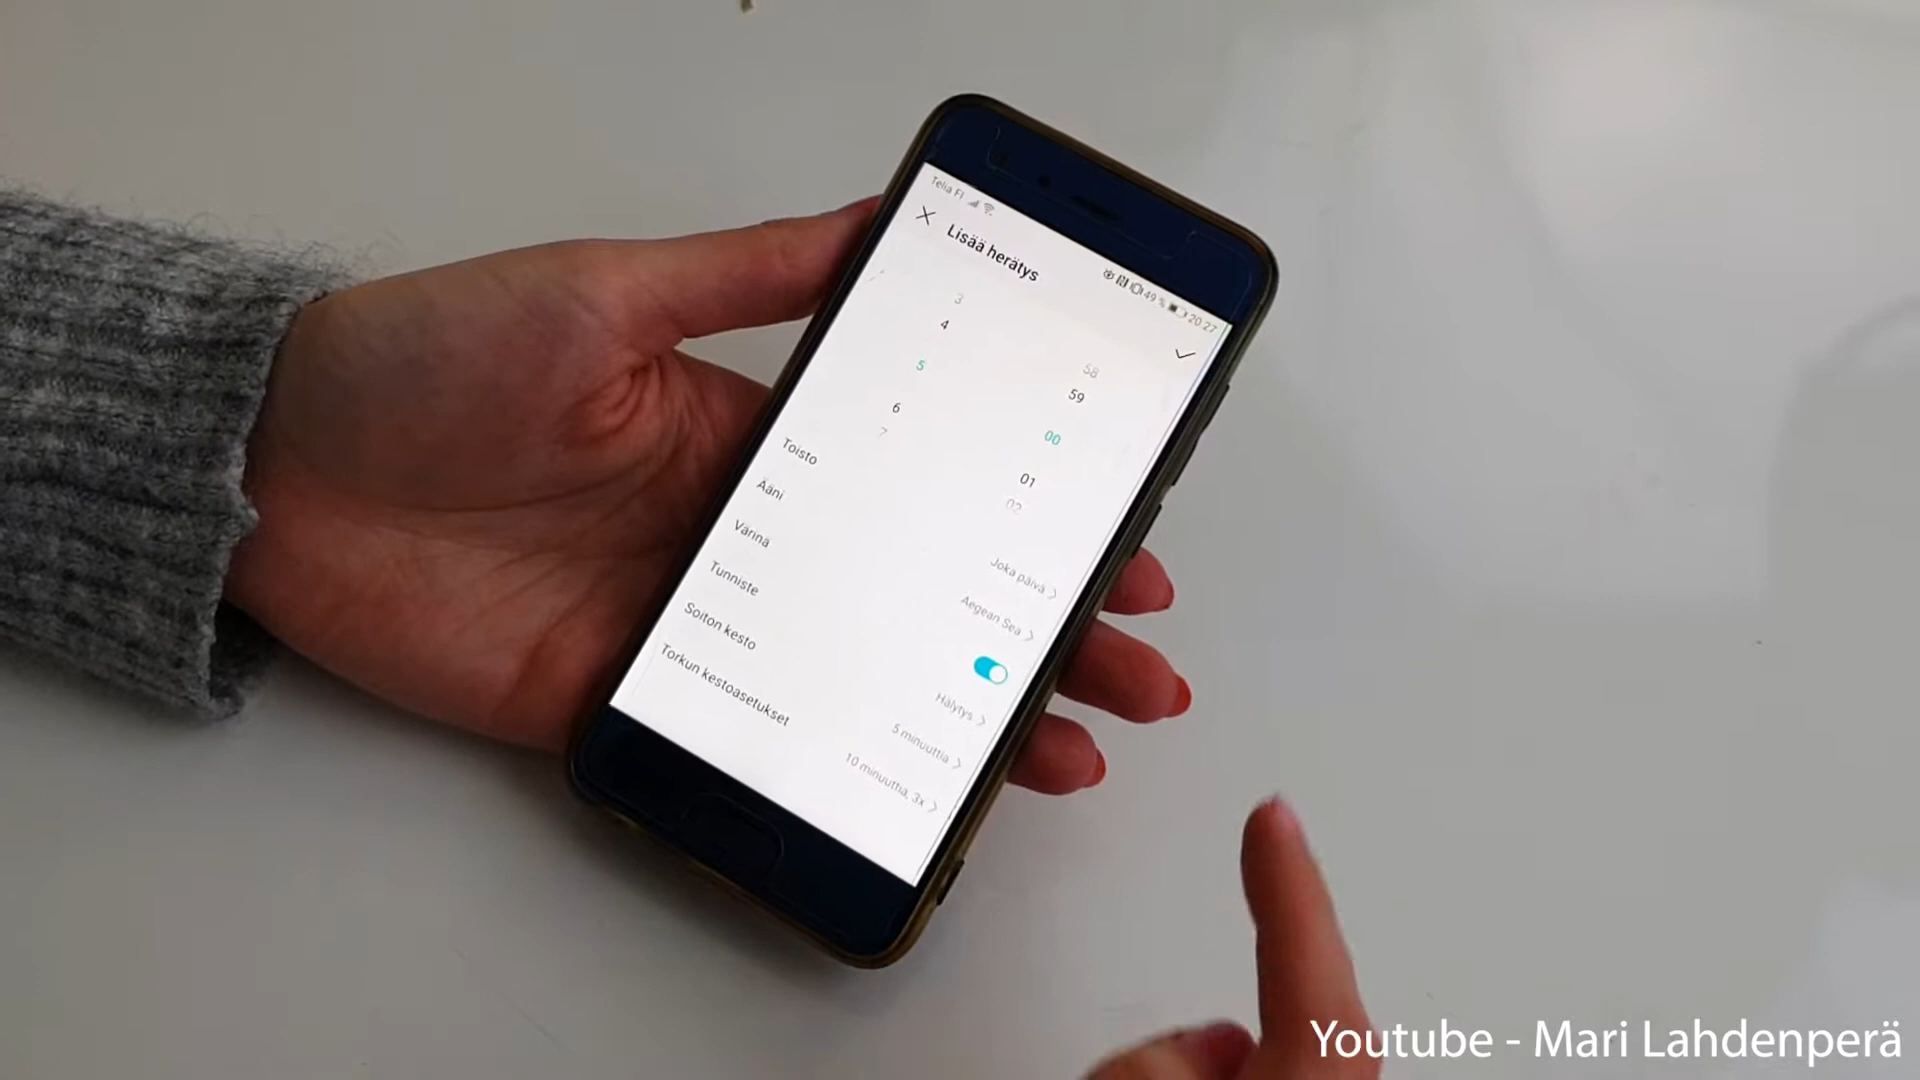 Telia FI
49 % 20.27
Lisää herätys
3
4
5
6
7
58
59
00
01
02
Toisto
Joka päivä
Ääni
Aegean Sea
Värinä
Tunniste
Hälytys
Soiton kesto
5 minuuttia
Torkun kestoasetukset
10 minuuttia, 3x
Youtube - Mari Lahdenperä